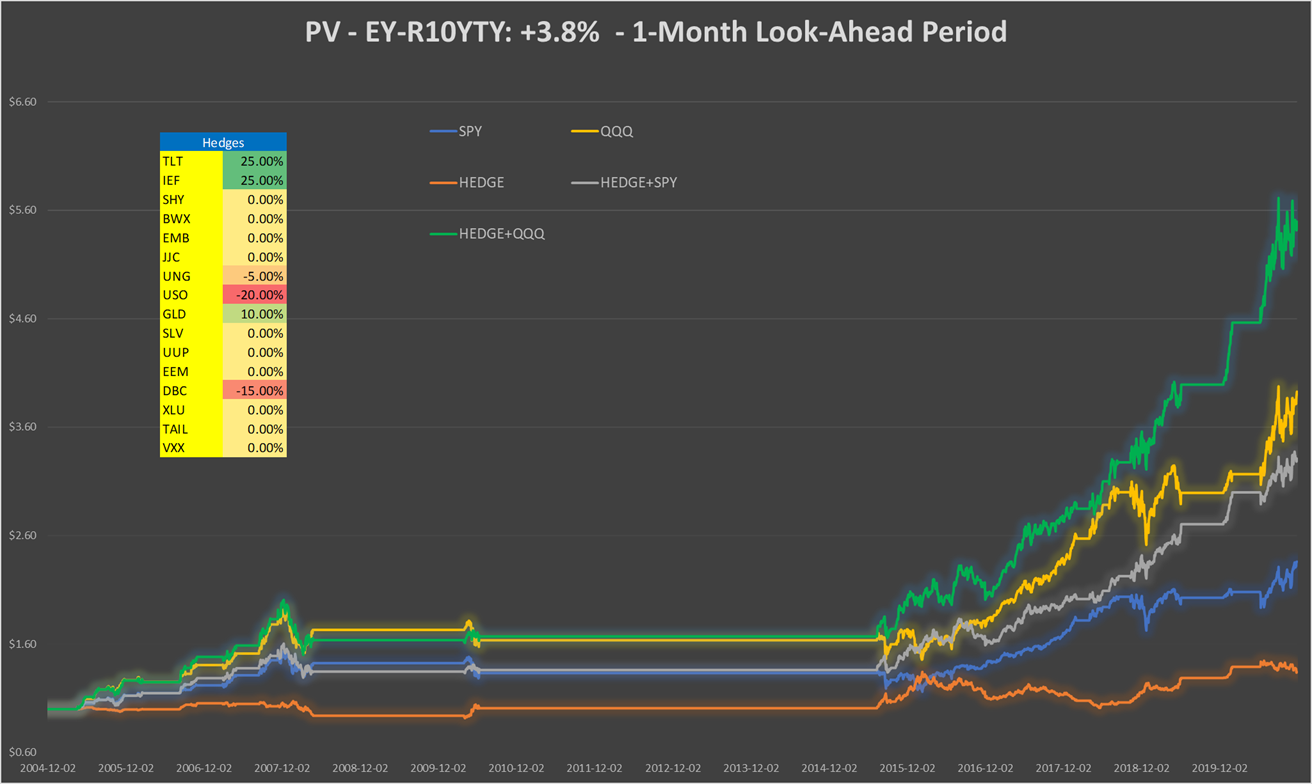 PV - EY-R10YTY: +3.8%  - 1-Month Look-Ahead Period
$6.60
$5.60
$4.60
$3.60
$2.60
$1.60
$0.60
Hedges
TLT 25.00%
IEF 25.00%
SHY 0.00%
BWX 0.00%
EMB 0.00%
JJC 0.00%
UNG -5.00%
USO -20.00%
GLD 10.00%
SLV 0.00%
UUP 0.00%
EEM 0.00%
DBC -15.00%
XLU 0.00%
TAIL 0.00%
VXX 0.00%
SPY QQQ
HEDGE HEDGE+SPY
HEDGE+QQQ
2004-12-02 2005-12-02 2006-12-02 2007-12-02 2008-12-02 2009-12-02 2010-12-02 2011-12-02 2012-12-02 2013-12-02 2014-12-02 2015-12-02 2016-12-02 2017-12-02 2018-12-02 2019-12-02